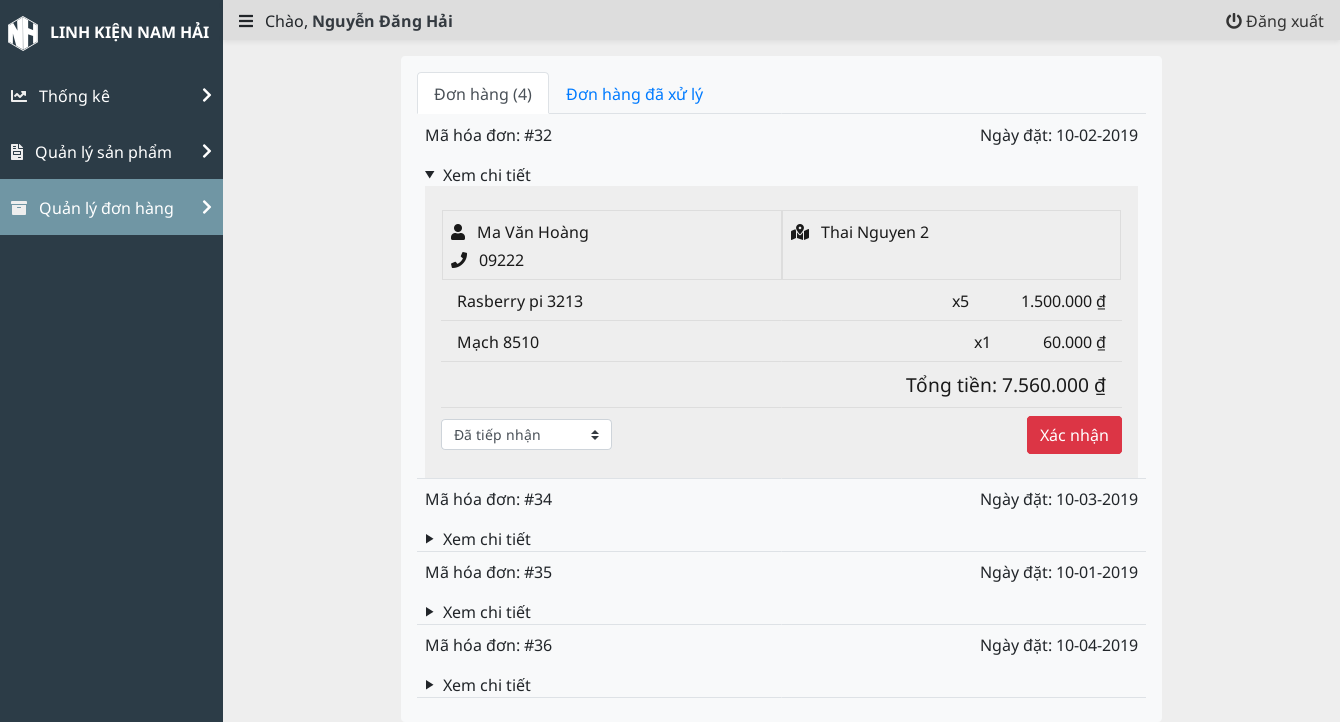 LINH KIỆN NAM HẢI
Chào, Nguyễn Đăng Hải
Đăng xuất
Thống kê
Quản lý sản phẩm
Quản lý đơn hàng
Đơn hàng (4) Đơn hàng đã xử lý
Mã hóa đơn: #32 Ngày đặt: 10-02-2019
Xem chi tiết
Ma Văn Hoàng
09222
Thai Nguyen 2
Rasberry pi 3213 x5 1.500.000 ₫
Mạch 8510 x1 60.000 ₫
Tổng tiền: 7.560.000 ₫
Đã tiếp nhận Xác nhận
Mã hóa đơn: #34 Ngày đặt: 10-03-2019
Xem chi tiết
Mã hóa đơn: #35 Ngày đặt: 10-01-2019
Xem chi tiết
Mã hóa đơn: #36 Ngày đặt: 10-04-2019
Xem chi tiết